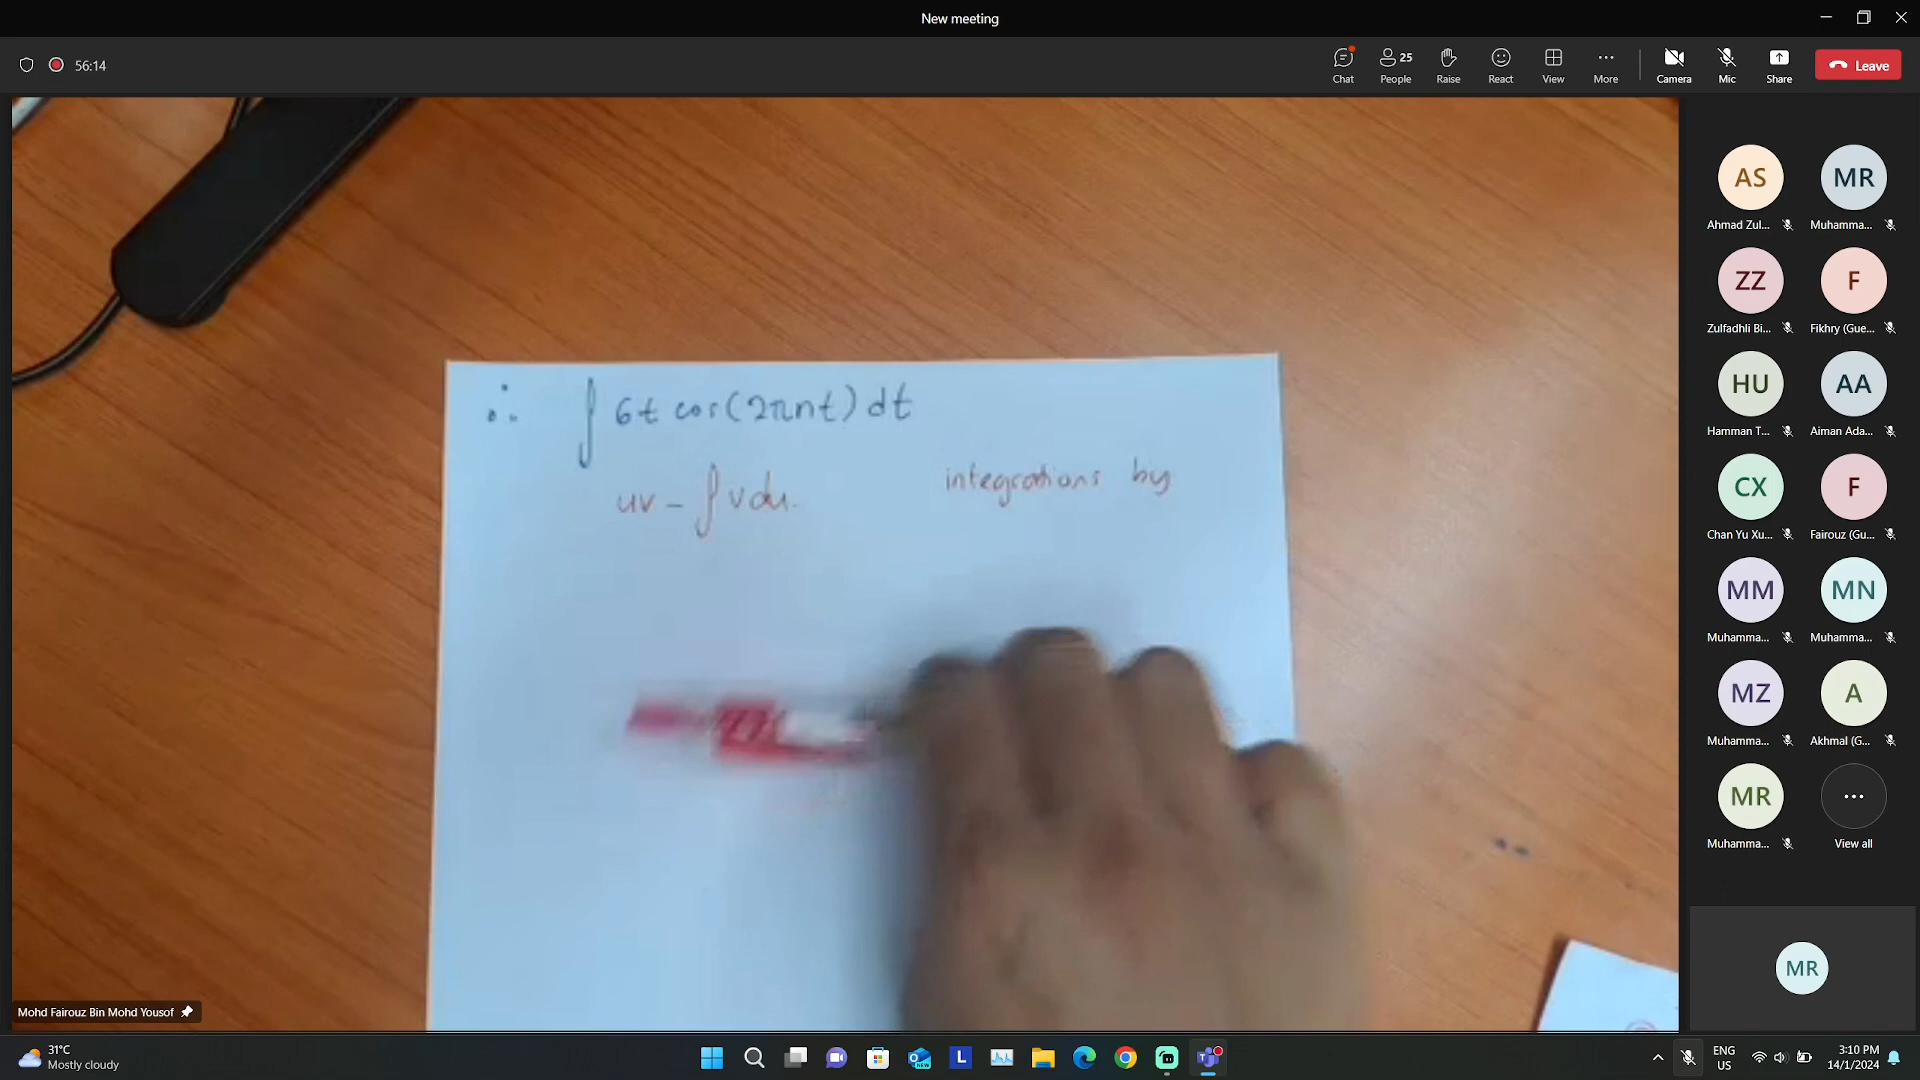 New meeting
56:14
Chat
25
People
Raise
React
View
More
Camera
Mic
Share
Leave
∴ ∫ 6t cos(2πnt) dt
uv - ∫ v du.
integrations by
AS
Ahmad Zul...
MR
Muhamma...
ZZ
Zulfadhli Bi...
F
Fikhry (Gue...
HU
Hamman T...
AA
Aiman Ada...
CX
Chan Yu Xu...
F
Fairouz (Gu...
MM
Muhamma...
MN
Muhamma...
MZ
Muhamma...
A
Akhmal (G...
MR
Muhamma...
View all
MR
Mohd Fairouz Bin Mohd Yousof
31°C
Mostly cloudy
NEW
L
ENG
US
3:10 PM
14/1/2024